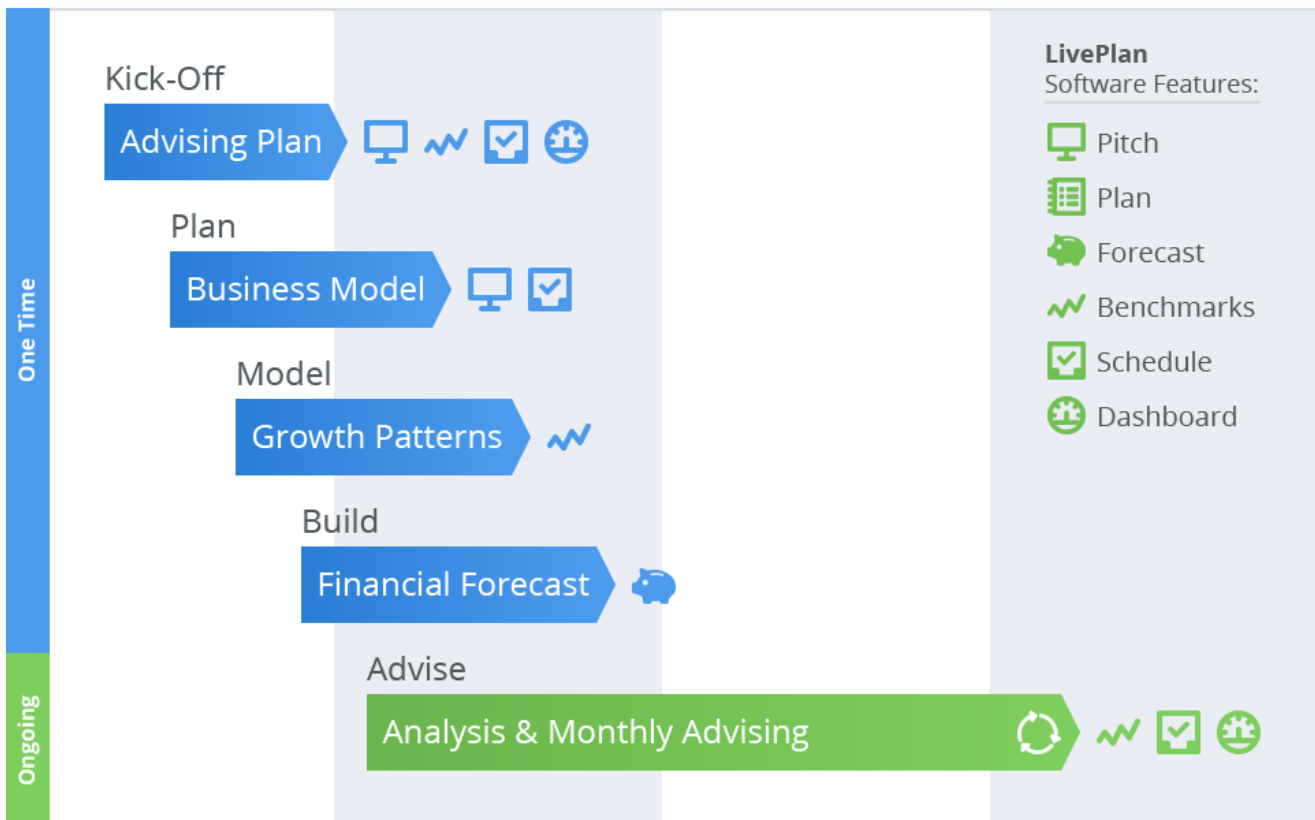 One Time
Ongoing
Kick-Off
Advising Plan
Plan
Business Model
Model
Growth Patterns
Build
Financial Forecast
Advise
Analysis & Monthly Advising
LivePlan
Software Features:
Pitch
Plan
Forecast
Benchmarks
Schedule
Dashboard